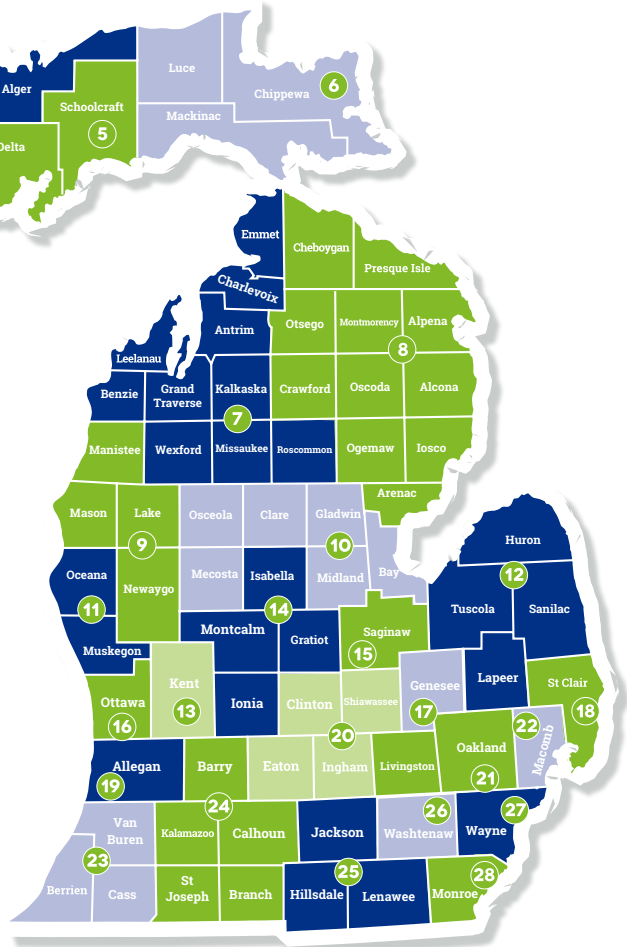 Luce
Alger
Chippewa
6
Schoolcraft
5
Mackinac
Delta
Emmet
Cheboygan
Presque Isle
Charlevoix
Antrim
Otsego
Montmorency
Alpena
8
Leelanau
Benzie
Grand
Traverse
Kalkaska
Crawford
Oscoda
Alcona
7
Manistee
Wexford
Missaukee
Roscommon
Ogemaw
Iosco
Arenac
Mason
Lake
Osceola
Clare
Gladwin
9
10
Huron
Oceana
Newaygo
Mecosta
Isabella
Midland
Bay
12
11
14
Tuscola
Sanilac
Muskegon
Montcalm
Gratiot
Saginaw
15
Kent
13
Ottawa
16
Ionia
Clinton
Shiawassee
Genesee
17
Lapeer
St Clair
18
20
22
Macomb
Allegan
19
Barry
Eaton
Ingham
Livingston
Oakland
21
Van
Buren
24
Kalamazoo
Calhoun
Jackson
26
Washtenaw
27
Wayne
23
Berrien
Cass
St
Joseph
Branch
25
Hillsdale
Lenawee
28
Monroe